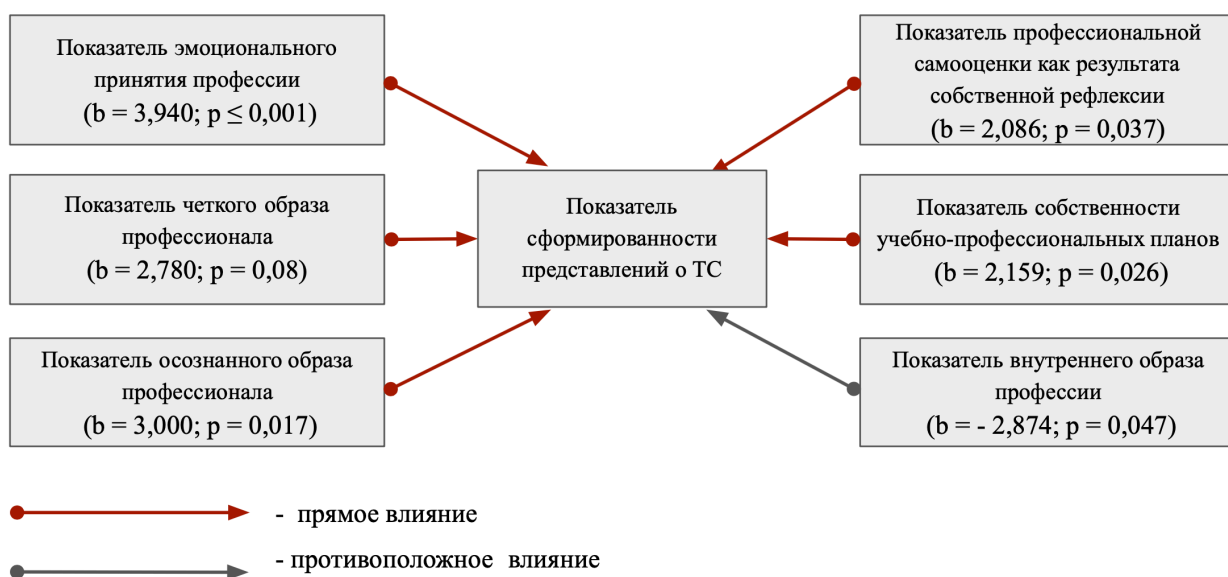 Показатель эмоционального
принятия профессии
(b = 3,940; p ≤ 0,001)
Показатель профессиональной
самооценки как результата
собственной рефлексии
(b = 2,086; p = 0,037)
Показатель четкого образа
профессионала
(b = 2,780; p = 0,08)
Показатель
сформированности
представлений о ТС
Показатель собственности
учебно-профессиональных планов
(b = 2,159; p = 0,026)
Показатель осознанного образа
профессионала
(b = 3,000; p = 0,017)
Показатель внутреннего образа
профессии
(b = - 2,874; p = 0,047)
- прямое влияние
- противоположное влияние